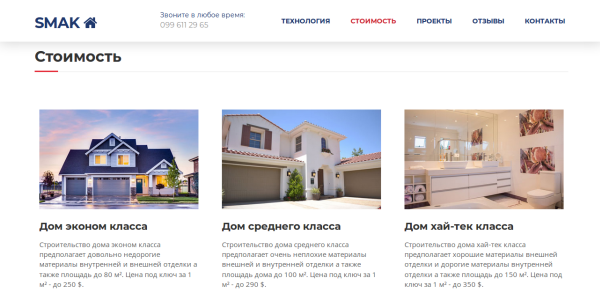 SMAK
Звоните в любое время:
099 611 29 65
ТЕХНОЛОГИЯ СТОИМОСТЬ ПРОЕКТЫ ОТЗЫВЫ КОНТАКТЫ
Стоимость
Дом эконом класса
Строительство дома эконом класса
предполагает довольно недорогие
материалы внутренней и внешней отделки а
также площадь до 80 м². Цена под ключ за 1
м² - до 250 $.
Дом среднего класса
Строительство дома среднего класса
предполагает очень неплохие материалы
внешней и внутренней отделки а также
площадь дома до 100 м². Цена под ключ за 1
м² - до 290 $.
Дом хай-тек класса
Строительство дома хай-тек класса
предполагает хорошие материалы внешней
отделки и дорогие материалы внутренней
отделки а также площадь до 150 м². Цена под
ключ за 1 м² - до 350 $.